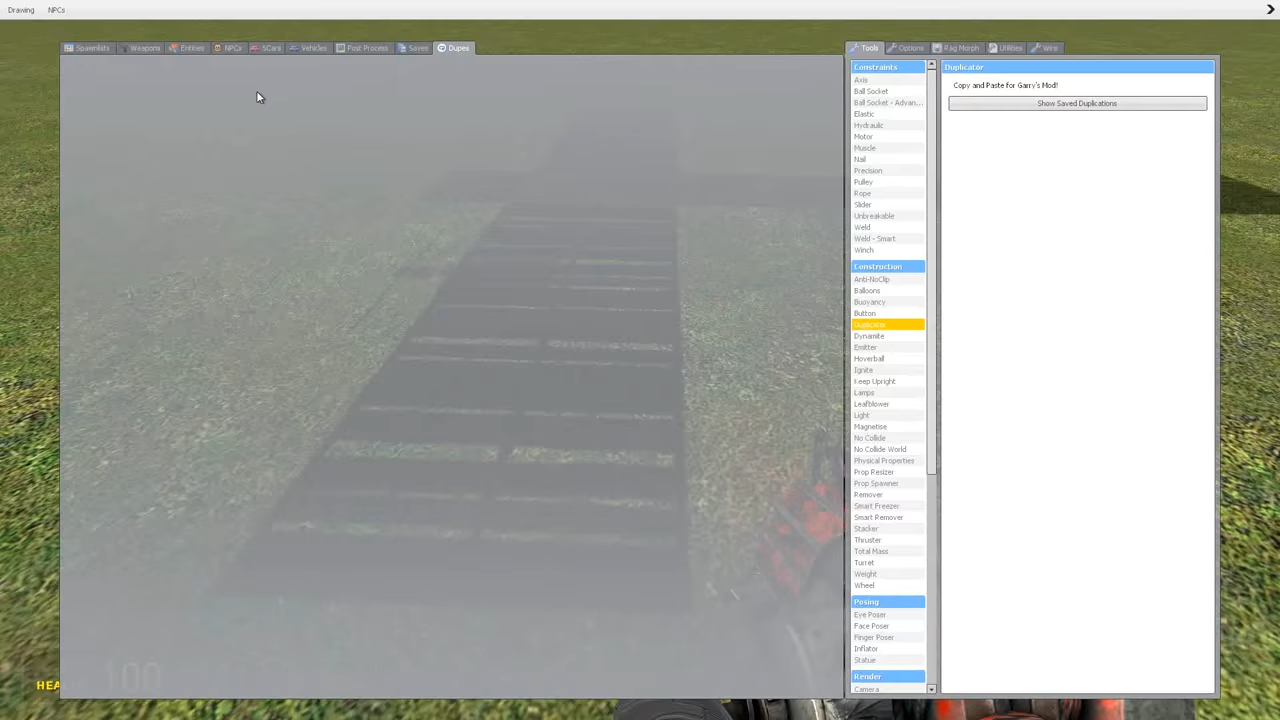 Drawing NPCs
Spawnlists Weapons Entities NPCs SCars Vehicles Post Process Saves Dupes
Tools Options Rag Morph Utilities Wire
Constraints
Axis
Ball Socket
Ball Socket - Advan...
Elastic
Hydraulic
Motor
Muscle
Nail
Precision
Pulley
Rope
Slider
Unbreakable
Weld
Weld - Smart
Winch
Construction
Anti-NoClip
Balloons
Buoyancy
Button
Duplicator
Dynamite
Emitter
Hoverball
Ignite
Keep Upright
Lamps
Leafblower
Light
Magnetise
No Collide
No Collide World
Physical Properties
Prop Resizer
Prop Spawner
Remover
Smart Freezer
Smart Remover
Stacker
Thruster
Total Mass
Turret
Weight
Wheel
Posing
Eye Poser
Face Poser
Finger Poser
Inflator
Statue
Render
Camera
Duplicator
Copy and Paste for Garry's Mod!
Show Saved Duplications
HEA 100